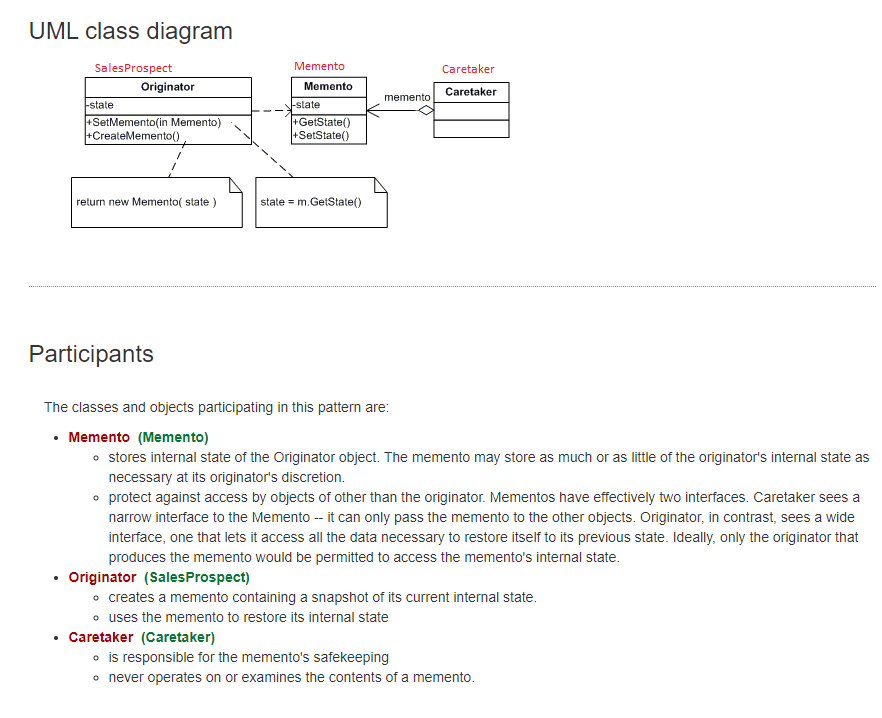 UML class diagram
SalesProspect
Memento
Caretaker
Originator
-state
+SetMemento(in Memento)
+CreateMemento()
Memento
-state
+GetState()
+SetState()
memento
Caretaker
return new Memento( state )
state = m.GetState()
Participants
The classes and objects participating in this pattern are:
Memento (Memento)
stores internal state of the Originator object. The memento may store as much or as little of the originator's internal state as
necessary at its originator's discretion.
protect against access by objects of other than the originator. Mementos have effectively two interfaces. Caretaker sees a
narrow interface to the Memento -- it can only pass the memento to the other objects. Originator, in contrast, sees a wide
interface, one that lets it access all the data necessary to restore itself to its previous state. Ideally, only the originator that
produces the memento would be permitted to access the memento's internal state.
Originator (SalesProspect)
creates a memento containing a snapshot of its current internal state.
uses the memento to restore its internal state
Caretaker (Caretaker)
is responsible for the memento's safekeeping
never operates on or examines the contents of a memento.